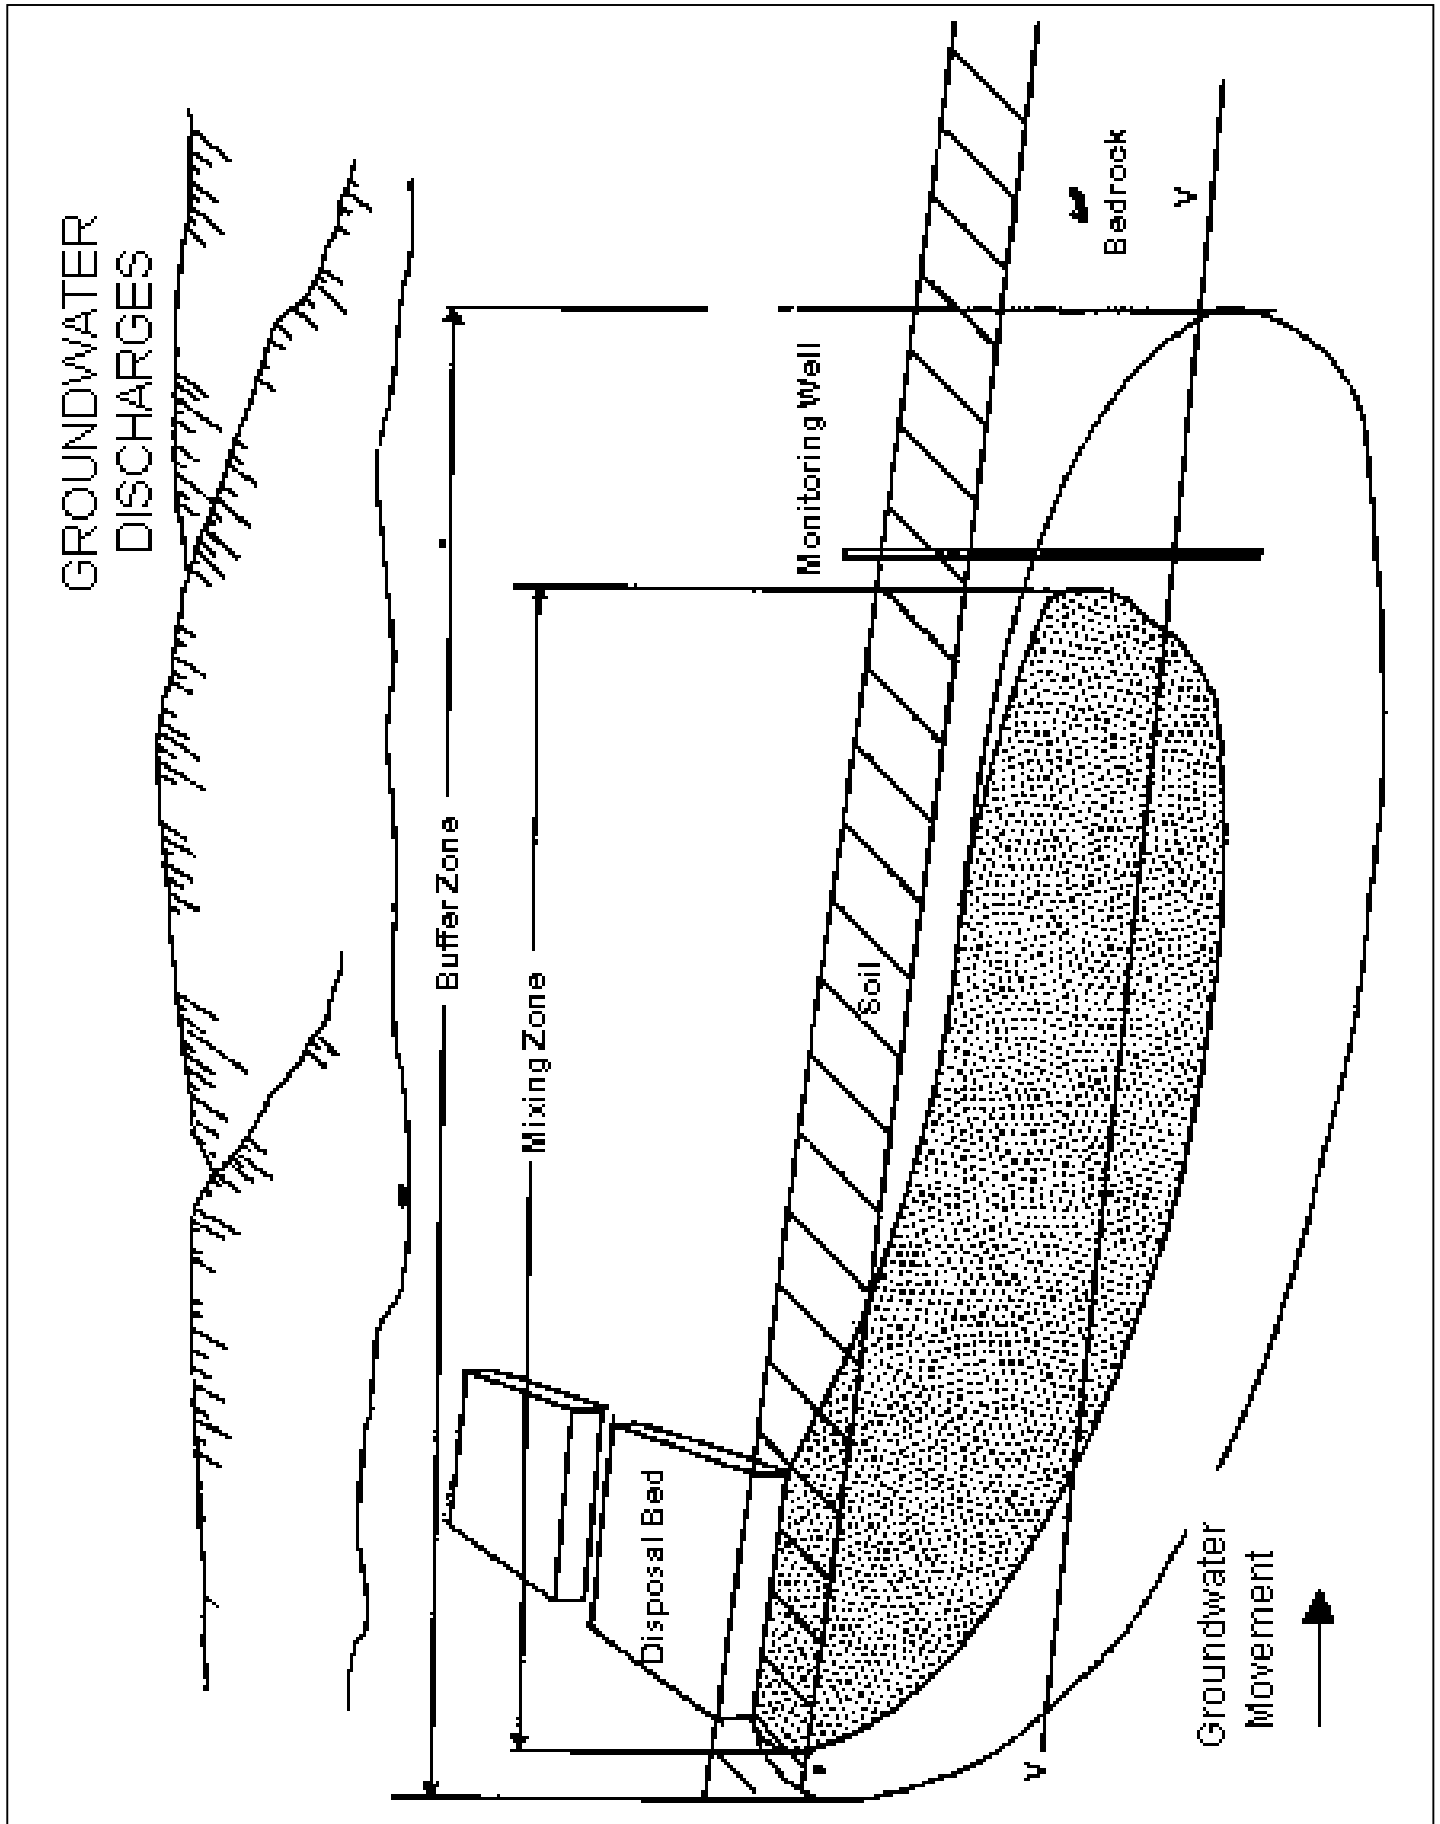 GROUNDWATER
DISCHARGES
Buffer Zone
Mixing Zone
Monitoring Well
Disposal Bed
Soil
Bedrock
V
V
Groundwater
Movement